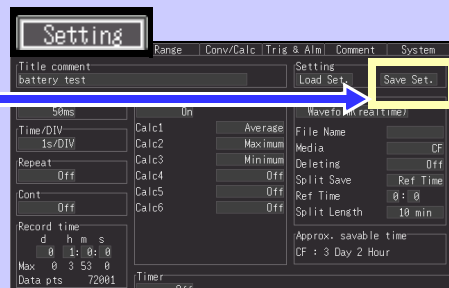 Setting
Range | Conv/Calc | Trig & Alm | Comment | System
Title comment
battery test
Setting
Load Set. Save Set.
50ms
On
Waveform(realtime)
Time/DIV
1s/DIV
Calc1 Average
Calc2 Maximum
Calc3 Minimum
Calc4 Off
Calc5 Off
Calc6 Off
File Name
Media CF
Deleting Off
Split Save Ref Time
Ref Time 0: 0
Split Length 10 min
Repeat
Off
Cont
Off
Record time
d h m s
0 1: 0: 0
Max 0 3 53 0
Data pts 72001
Approx. savable time
CF : 3 Day 2 Hour
Timer
Off